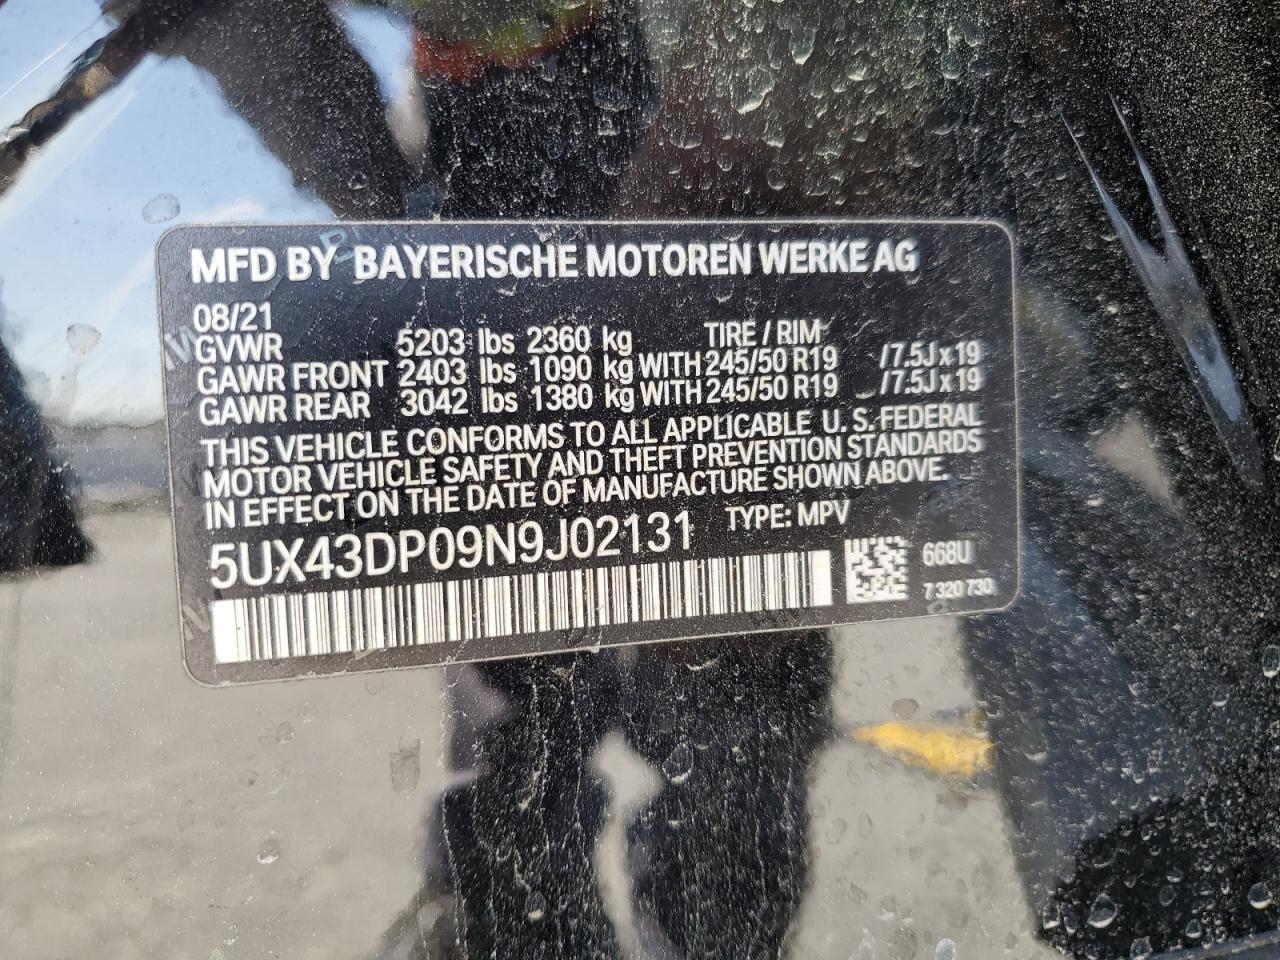 MFD BY BAYERISCHE MOTOREN WERKE AG
08/21
GVWR 5203 lbs 2360 kg TIRE / RIM
GAWR FRONT 2403 lbs 1090 kg WITH 245/50 R19 /7.5J x 19
GAWR REAR 3042 lbs 1380 kg WITH 245/50 R19 /7.5J x 19
THIS VEHICLE CONFORMS TO ALL APPLICABLE U.S. FEDERAL
MOTOR VEHICLE SAFETY AND THEFT PREVENTION STANDARDS
IN EFFECT ON THE DATE OF MANUFACTURE SHOWN ABOVE.
5UX43DP09N9J02131 TYPE: MPV
668U
7 320 730